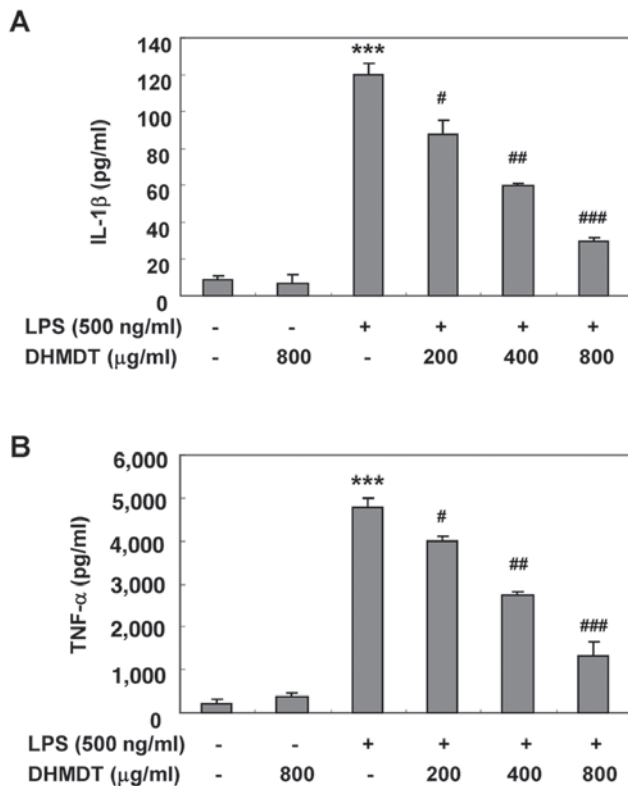 A
140
120
100
80
60
40
20
0
IL-1β (pg/ml)
*** # ## ###
LPS (500 ng/ml) - - + + + +
DHMDT (μg/ml) - 800 - 200 400 800
B
6,000
5,000
4,000
3,000
2,000
1,000
0
TNF-α (pg/ml)
*** # ## ###
LPS (500 ng/ml) - - + + + +
DHMDT (μg/ml) - 800 - 200 400 800